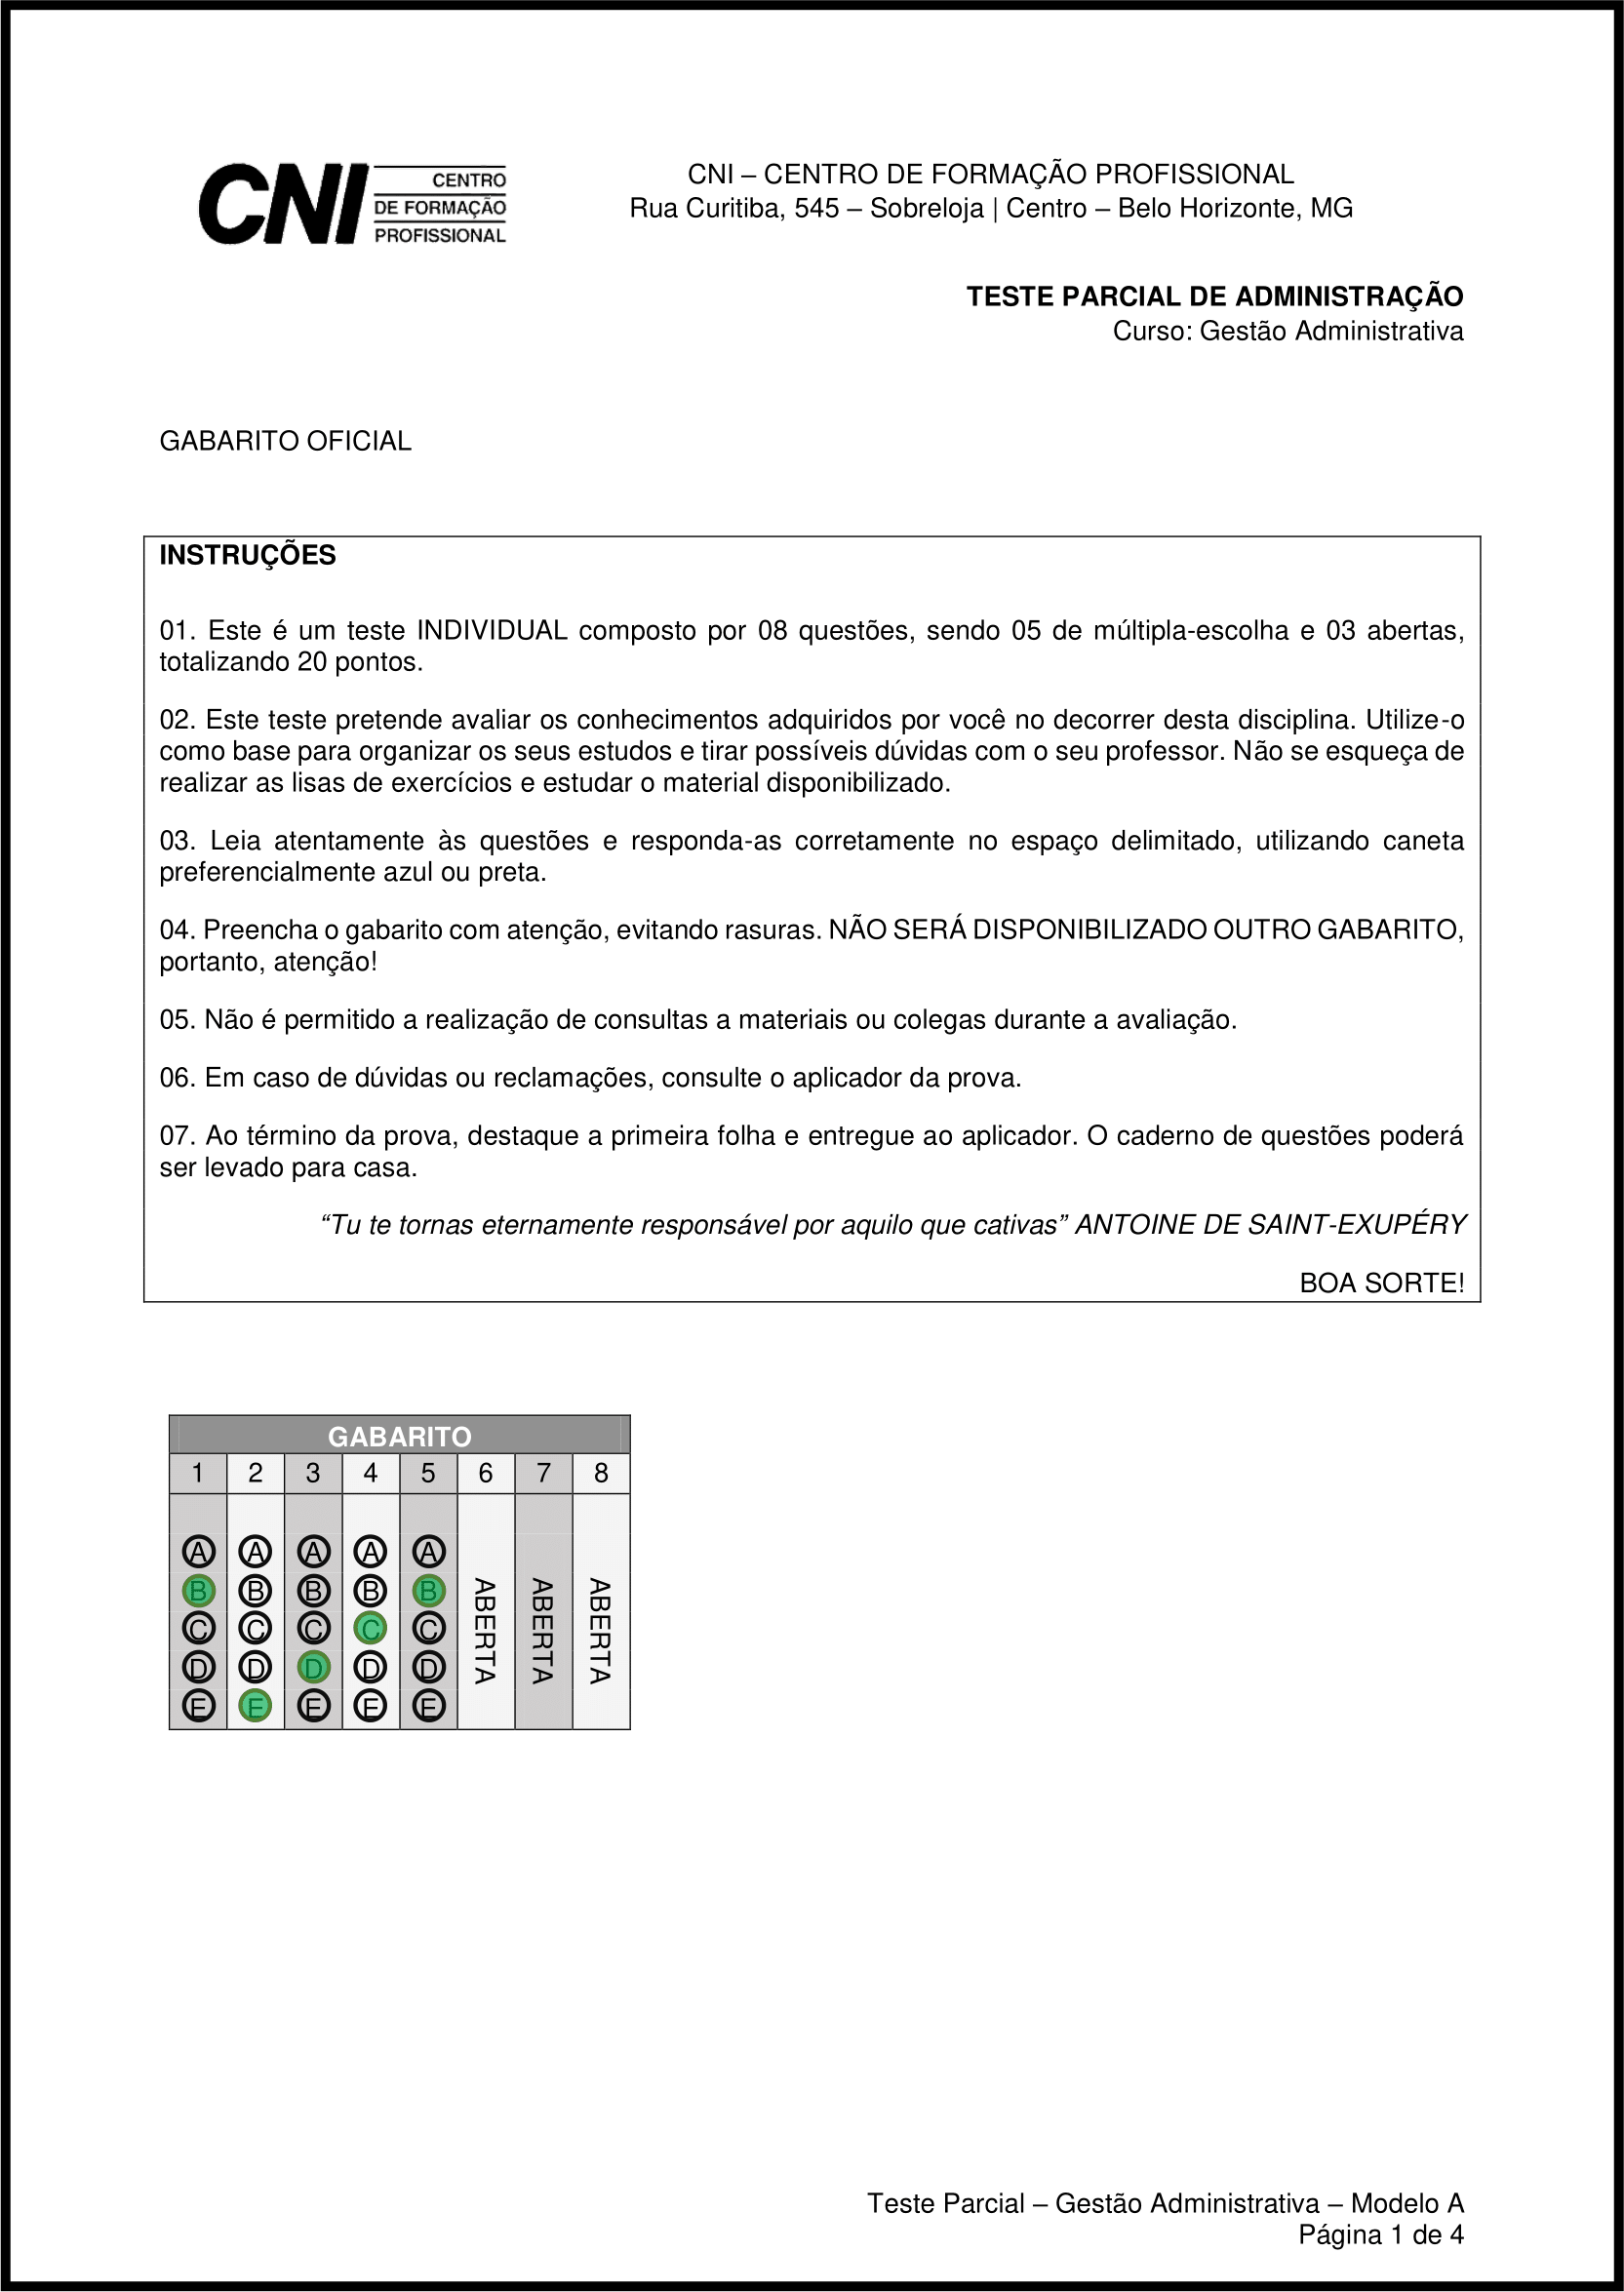 CNI
CENTRO
DE FORMAÇÃO
PROFISSIONAL
CNI – CENTRO DE FORMAÇÃO PROFISSIONAL
Rua Curitiba, 545 – Sobreloja | Centro – Belo Horizonte, MG
TESTE PARCIAL DE ADMINISTRAÇÃO
Curso: Gestão Administrativa
GABARITO OFICIAL
INSTRUÇÕES
01. Este é um teste INDIVIDUAL composto por 08 questões, sendo 05 de múltipla-escolha e 03 abertas,
totalizando 20 pontos.
02. Este teste pretende avaliar os conhecimentos adquiridos por você no decorrer desta disciplina. Utilize-o
como base para organizar os seus estudos e tirar possíveis dúvidas com o seu professor. Não se esqueça de
realizar as lisas de exercícios e estudar o material disponibilizado.
03. Leia atentamente às questões e responda-as corretamente no espaço delimitado, utilizando caneta
preferencialmente azul ou preta.
04. Preencha o gabarito com atenção, evitando rasuras. NÃO SERÁ DISPONIBILIZADO OUTRO GABARITO,
portanto, atenção!
05. Não é permitido a realização de consultas a materiais ou colegas durante a avaliação.
06. Em caso de dúvidas ou reclamações, consulte o aplicador da prova.
07. Ao término da prova, destaque a primeira folha e entregue ao aplicador. O caderno de questões poderá
ser levado para casa.
“Tu te tornas eternamente responsável por aquilo que cativas” ANTOINE DE SAINT-EXUPÉRY
BOA SORTE!
GABARITO
1 2 3 4 5 6 7 8
A A A A A
B B B B B
C C C C C
D D D D D
E E E E E
ABERTA
ABERTA
ABERTA
Teste Parcial – Gestão Administrativa – Modelo A
Página 1 de 4